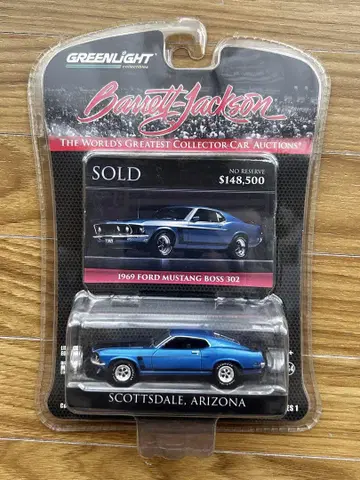 GREENLIGHT
Barrett-Jackson
THE WORLD'S GREATEST COLLECTOR CAR AUCTIONS®
SOLD
NO RESERVE
$148,500
1969 FORD MUSTANG BOSS 302
SCOTTSDALE, ARIZONA